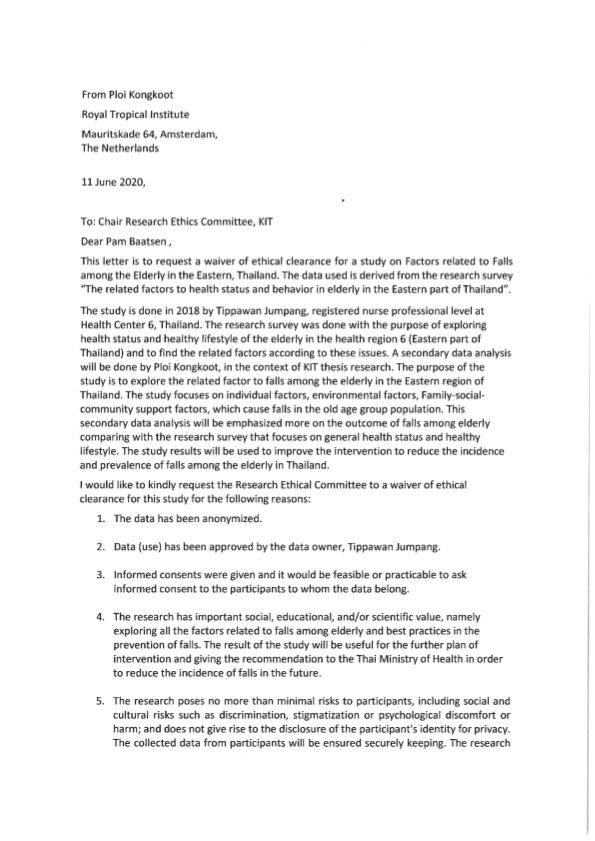 From Ploi Kongkoot
Royal Tropical Institute
Mauritskade 64, Amsterdam,
The Netherlands
11 June 2020,
To: Chair Research Ethics Committee, KIT
Dear Pam Baatsen ,
This letter is to request a waiver of ethical clearance for a study on Factors related to Falls
among the Elderly in the Eastern, Thailand. The data used is derived from the research survey
“The related factors to health status and behavior in elderly in the Eastern part of Thailand”.
The study is done in 2018 by Tippawan Jumpang, registered nurse professional level at
Health Center 6, Thailand. The research survey was done with the purpose of exploring
health status and healthy lifestyle of the elderly in the health region 6 (Eastern part of
Thailand) and to find the related factors according to these issues. A secondary data analysis
will be done by Ploi Kongkoot, in the context of KIT thesis research. The purpose of the
study is to explore the related factor to falls among the elderly in the Eastern region of
Thailand. The study focuses on individual factors, environmental factors, Family-social-
community support factors, which cause falls in the old age group population. This
secondary data analysis will be emphasized more on the outcome of falls among elderly
comparing with the research survey that focuses on general health status and healthy
lifestyle. The study results will be used to improve the intervention to reduce the incidence
and prevalence of falls among the elderly in Thailand.
I would like to kindly request the Research Ethical Committee to a waiver of ethical
clearance for this study for the following reasons:
1. The data has been anonymized.
2. Data (use) has been approved by the data owner, Tippawan Jumpang.
3. Informed consents were given and it would be feasible or practicable to ask
informed consent to the participants to whom the data belong.
4. The research has important social, educational, and/or scientific value, namely
exploring all the factors related to falls among elderly and best practices in the
prevention of falls. The result of the study will be useful for the further plan of
intervention and giving the recommendation to the Thai Ministry of Health in order
to reduce the incidence of falls in the future.
5. The research poses no more than minimal risks to participants, including social and
cultural risks such as discrimination, stigmatization or psychological discomfort or
harm; and does not give rise to the disclosure of the participant's identity for privacy.
The collected data from participants will be ensured securely keeping. The research